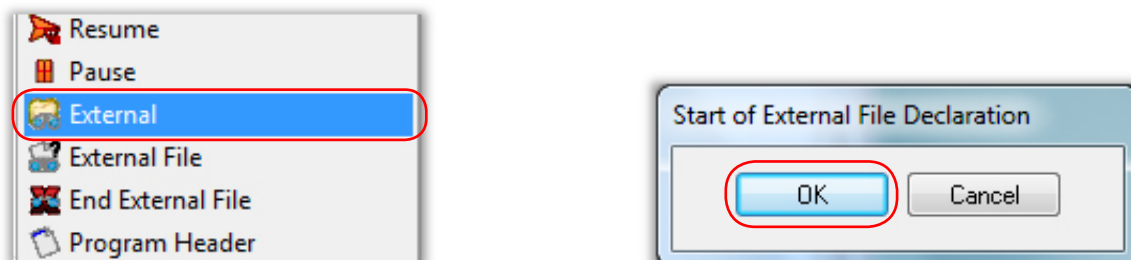 Resume
Pause
External
External File
End External File
Program Header
Start of External File Declaration
OK
Cancel